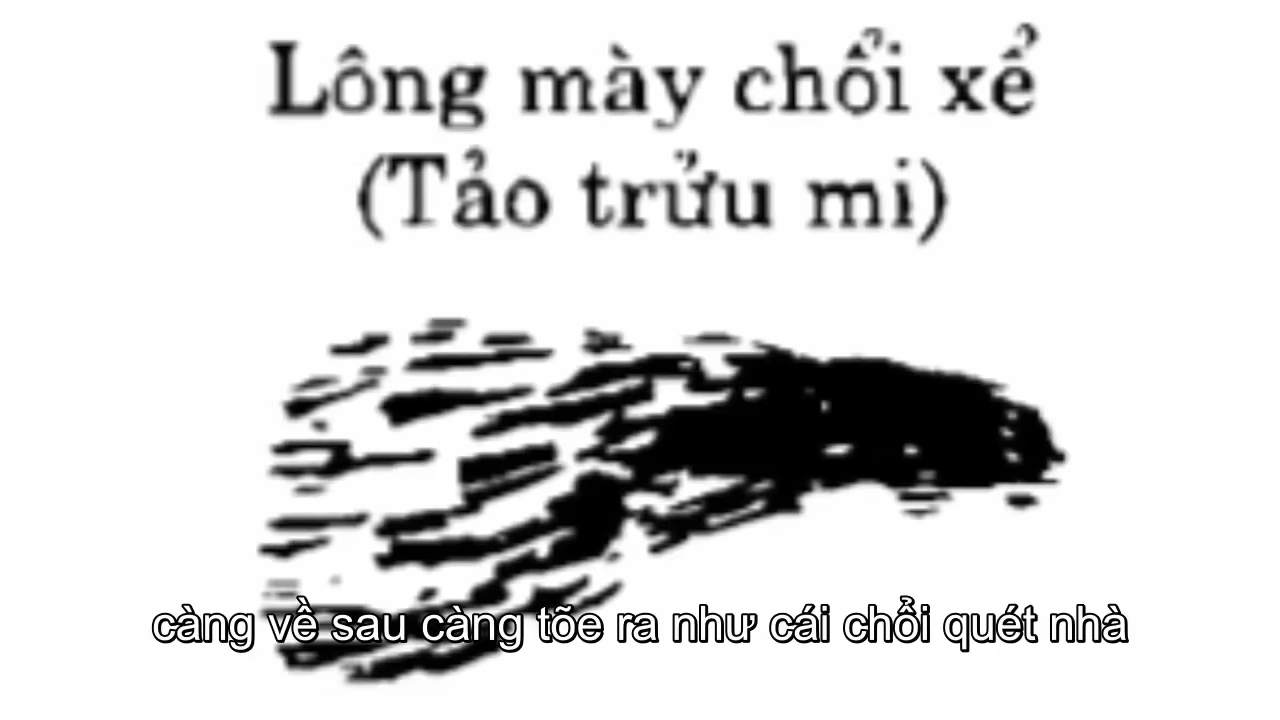 Lông mày chổi xể
(Tảo trửu mi)
càng về sau càng tõe ra như cái chổi quét nhà